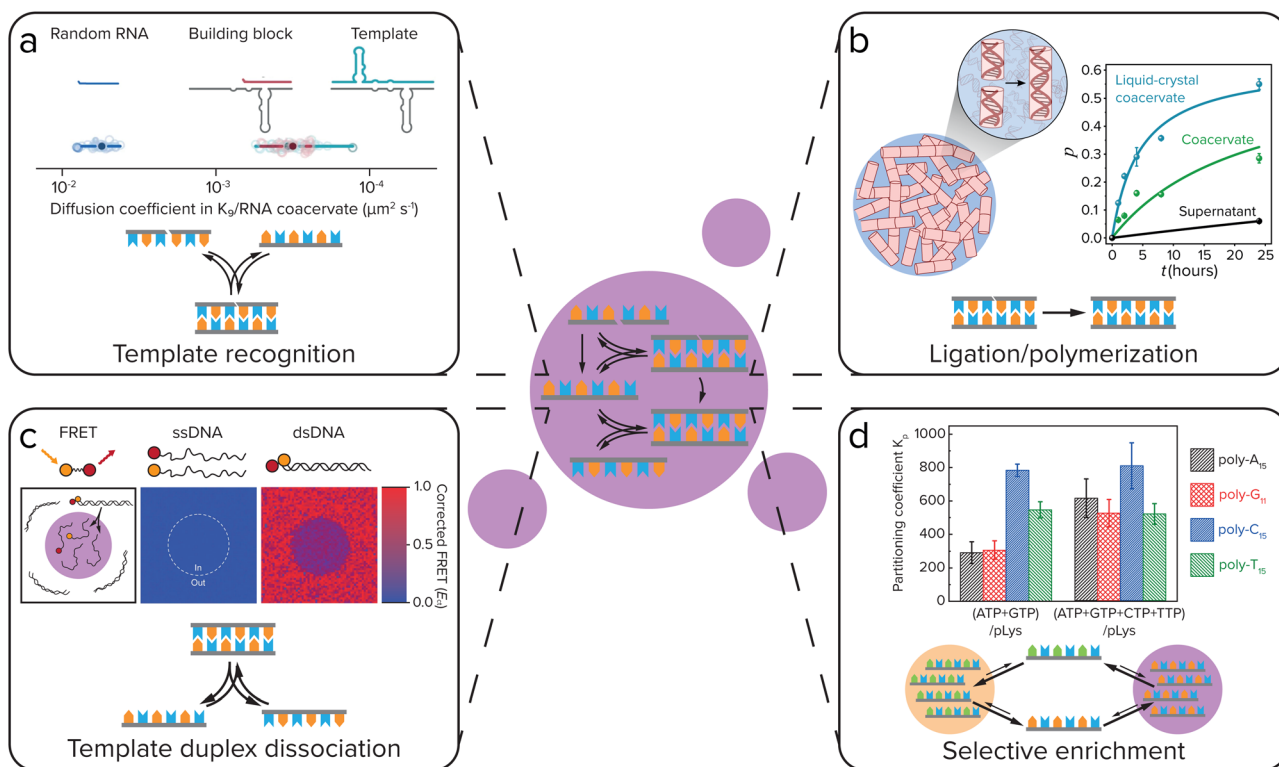 a
Random RNA
Building block
Template
10⁻²
10⁻³
10⁻⁴
Diffusion coefficient in K₉/RNA coacervate (μm² s⁻¹)
Template recognition
b
Liquid-crystal
coacervate
Coacervate
Supernatant
p
0.6
0.5
0.4
0.3
0.2
0.1
0.0
0
5
10
15
20
25
t (hours)
Ligation/polymerization
c
FRET
ssDNA
dsDNA
In
Out
1.0
0.5
0.0
Corrected FRET (E꜀ₜ)
Template duplex dissociation
d
Partitioning coefficient Kₚ
1000
800
600
400
200
0
(ATP+GTP)
/pLys
(ATP+GTP+CTP+TTP)
/pLys
poly-A₁₅
poly-G₁₁
poly-C₁₅
poly-T₁₅
Selective enrichment